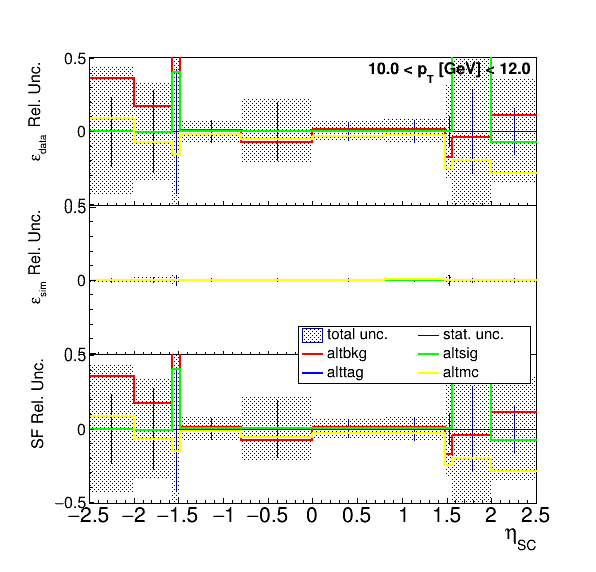 10.0 < p_T [GeV] < 12.0
ε_data Rel. Unc.
0.5
0
ε_sim Rel. Unc.
0.5
0
total unc. stat. unc.
altbkg altsig
alttag altmc
SF Rel. Unc.
0.5
0
−0.5
−2.5 −2 −1.5 −1 −0.5 0 0.5 1 1.5 2 2.5
η_SC